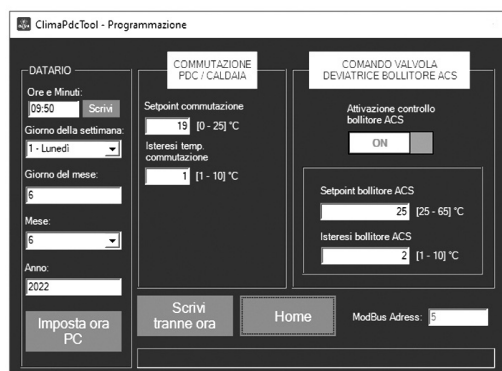 ClimaPdcTool - Programmazione
DATARIO
Ore e Minuti:
09:50 Scrivi
Giorno della settimana:
1 - Lunedì
Giorno del mese:
6
Mese:
6
Anno:
2022
Imposta ora
PC
COMMUTAZIONE
PDC / CALDAIA
Setpoint commutazione
19 [0 - 25] °C
Isteresi temp.
commutazione
1 [1 - 10] °C
COMANDO VALVOLA
DEVIATRICE BOLLITORE ACS
Attivazione controllo
bollitore ACS
ON
Setpoint bollitore ACS
25 [25 - 65] °C
Isteresi bollitore ACS
2 [1 - 10] °C
Scrivi
tranne ora
Home
ModBus Adress: 5